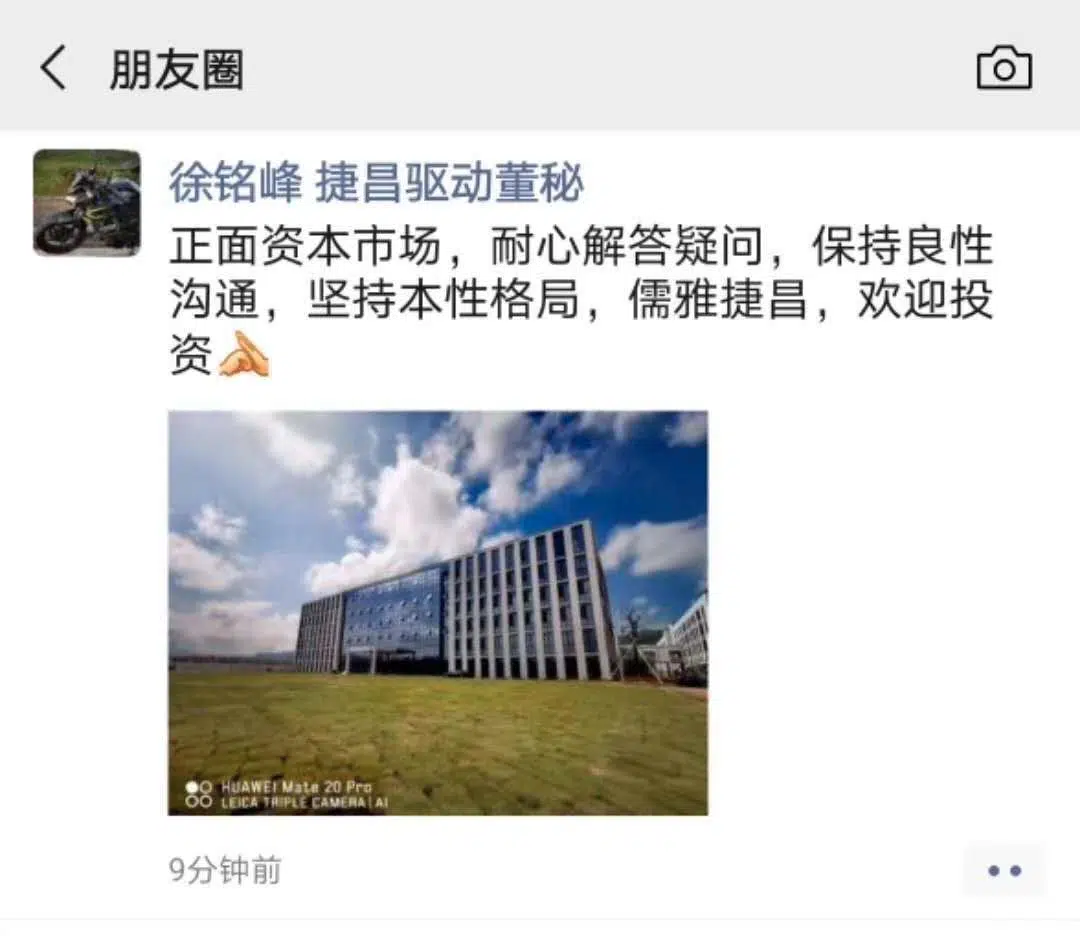 朋友圈
徐铭峰 捷昌驱动董秘
正面资本市场，耐心解答疑问，保持良性
沟通，坚持本性格局，儒雅捷昌，欢迎投
资
HUAWEI Mate 20 Pro
LEICA TRIPLE CAMERA | AI
9分钟前